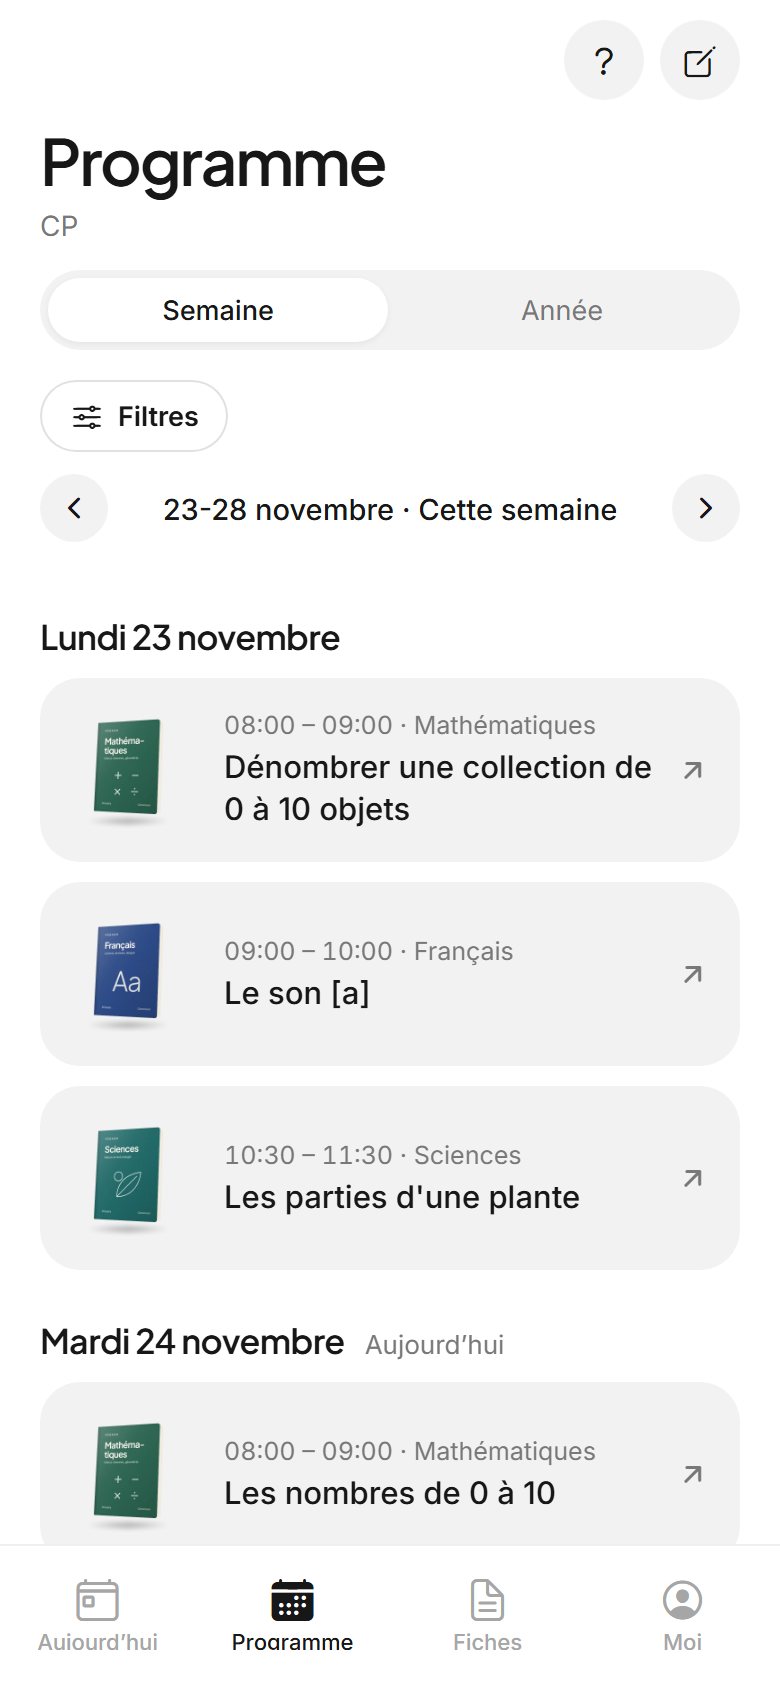 ?
Programme
CP
Semaine
Année
Filtres
23-28 novembre · Cette semaine
Lundi 23 novembre
Mathéma-
tiques
+ −
× ÷
08:00 – 09:00 · Mathématiques
Dénombrer une collection de
0 à 10 objets
Français
Aa
09:00 – 10:00 · Français
Le son [a]
Sciences
10:30 – 11:30 · Sciences
Les parties d'une plante
Mardi 24 novembre Aujourd’hui
Mathéma-
tiques
+ −
× ÷
08:00 – 09:00 · Mathématiques
Les nombres de 0 à 10
Aujourd’hui
Programme
Fiches
Moi